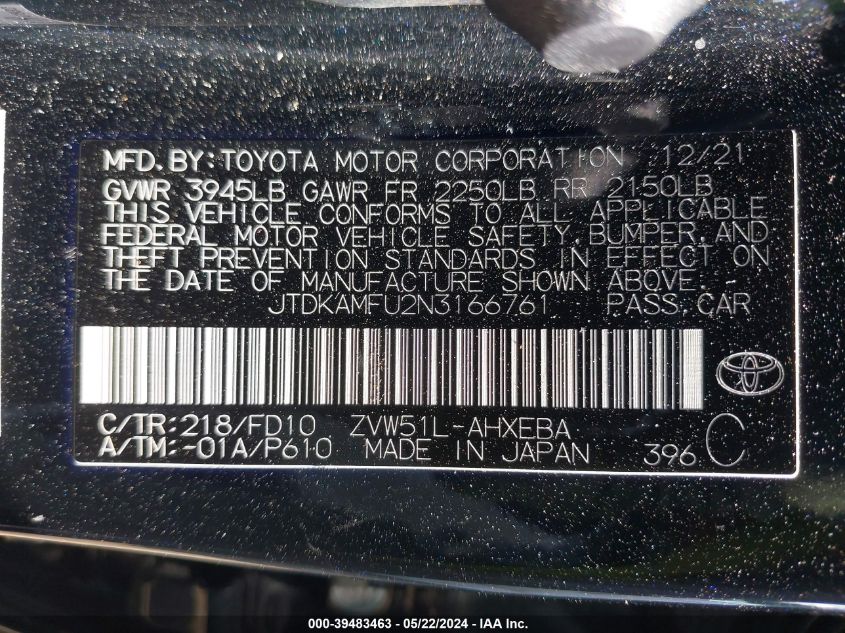 MFD. BY: TOYOTA MOTOR CORPORATION 12/21
GVWR 3945LB GAWR FR 2250LB RR 2150LB
THIS VEHICLE CONFORMS TO ALL APPLICABLE
FEDERAL MOTOR VEHICLE SAFETY, BUMPER, AND
THEFT PREVENTION STANDARDS IN EFFECT ON
THE DATE OF MANUFACTURE SHOWN ABOVE.
JTDKAMFU2N3166761 PASS. CAR
C/TR: 218/FD10 ZVW51L-AHXEBA
A/TM: -01A/P610 MADE IN JAPAN 396 C
000-39483463 - 05/22/2024 - IAA Inc.